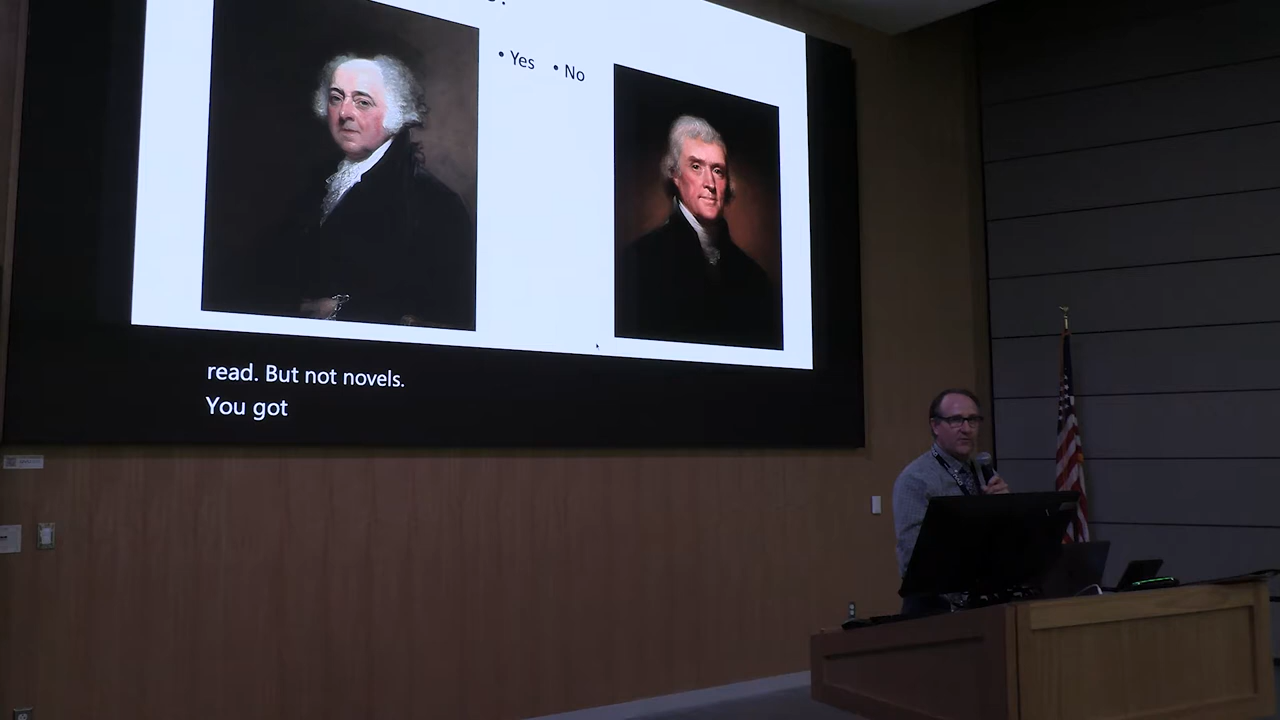 • Yes • No
read. But not novels.
You got